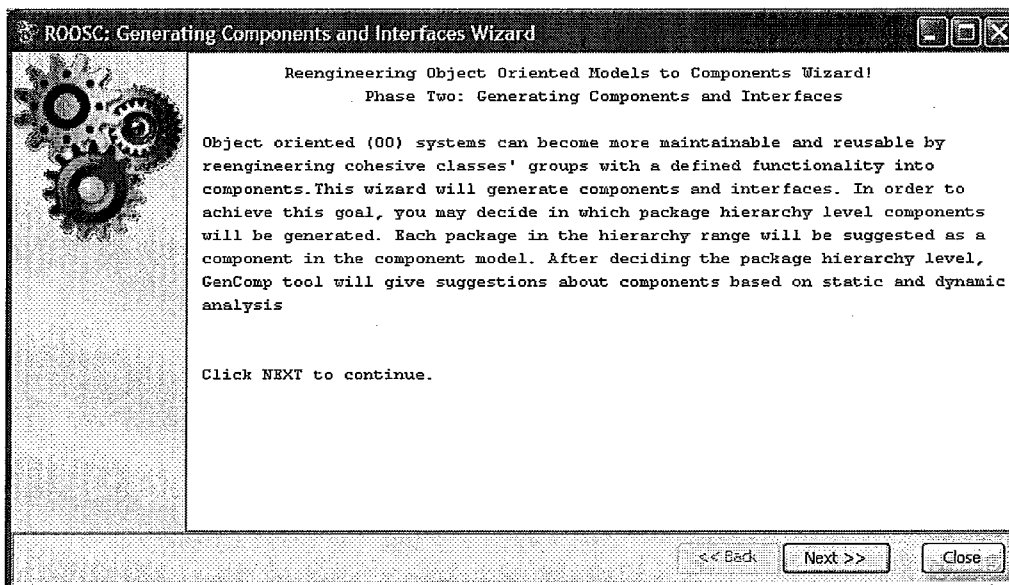 ROOSC: Generating Components and Interfaces Wizard
Reengineering Object Oriented Models to Components Wizard!
Phase Two: Generating Components and Interfaces
Object oriented (OO) systems can become more maintainable and reusable by
reengineering cohesive classes' groups with a defined functionality into
components.This wizard will generate components and interfaces. In order to
achieve this goal, you may decide in which package hierarchy level components
will be generated. Each package in the hierarchy range will be suggested as a
component in the component model. After deciding the package hierarchy level,
GenComp tool will give suggestions about components based on static and dynamic
analysis
Click NEXT to continue.
<< Back Next >> Close